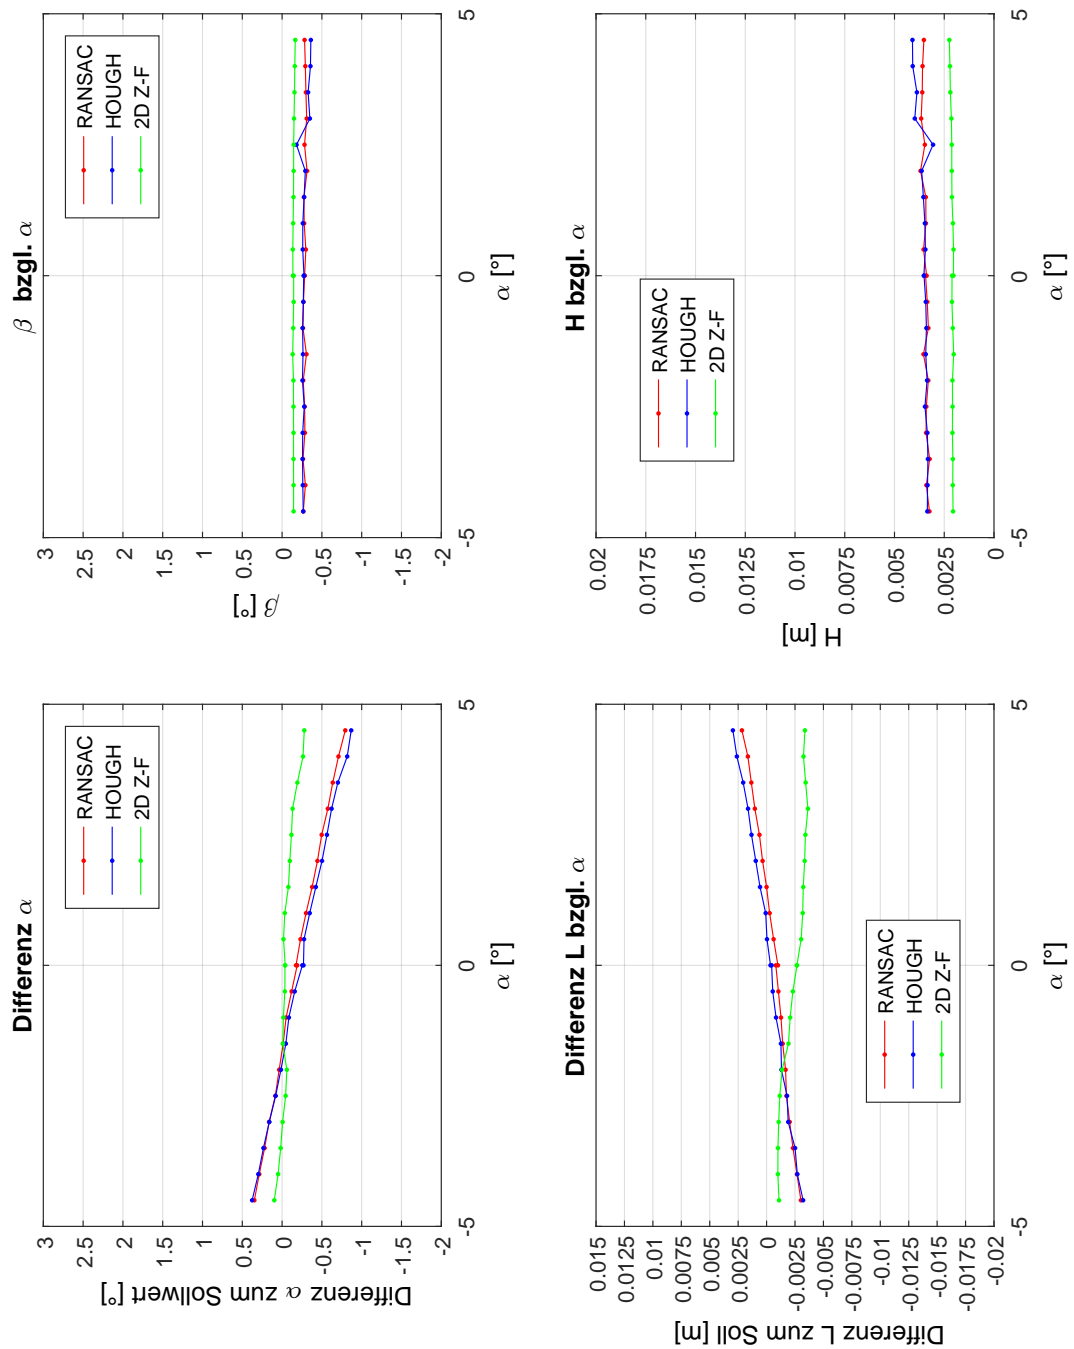 Differenz α
Differenz α zum Sollwert [°]
3
2.5
2
1.5
1
0.5
0
-0.5
-1
-1.5
-2
-5
0
5
α [°]
RANSAC
HOUGH
2D Z-F
β bzgl. α
β [°]
3
2.5
2
1.5
1
0.5
0
-0.5
-1
-1.5
-2
-5
0
5
α [°]
RANSAC
HOUGH
2D Z-F
Differenz L bzgl. α
Differenz L zum Soll [m]
0.015
0.0125
0.01
0.0075
0.005
0.0025
0
-0.0025
-0.005
-0.0075
-0.01
-0.0125
-0.015
-0.0175
-0.02
-5
0
5
α [°]
RANSAC
HOUGH
2D Z-F
H bzgl. α
H [m]
0.02
0.0175
0.015
0.0125
0.01
0.0075
0.005
0.0025
0
-5
0
5
α [°]
RANSAC
HOUGH
2D Z-F